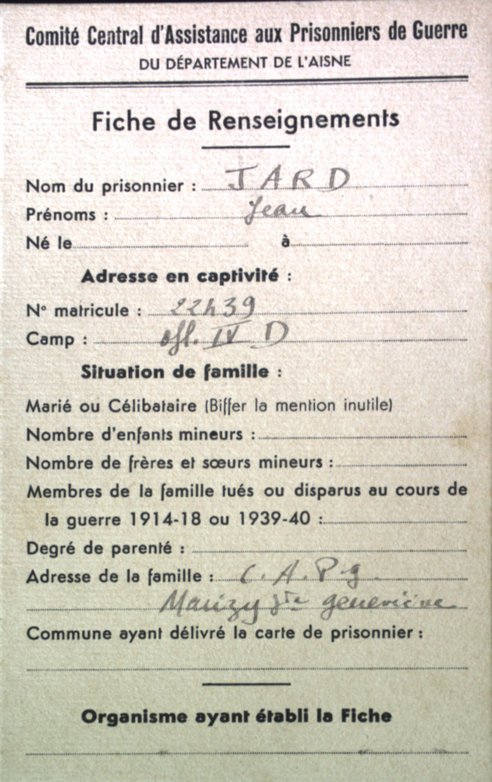 Comité Central d'Assistance aux Prisonniers de Guerre
DU DÉPARTEMENT DE L'AISNE
Fiche de Renseignements
Nom du prisonnier : JARD
Prénoms : Jean
Né le à
Adresse en captivité :
N° matricule : 22439
Camp : Ofl. IV D
Situation de famille :
Marié ou Célibataire (Biffer la mention inutile)
Nombre d'enfants mineurs :
Nombre de frères et sœurs mineurs :
Membres de la famille tués ou disparus au cours de
la guerre 1914-18 ou 1939-40 :
Degré de parenté :
Adresse de la famille : C. A. P. g.
Marizy Ste geneviève
Commune ayant délivré la carte de prisonnier :
Organisme ayant établi la Fiche